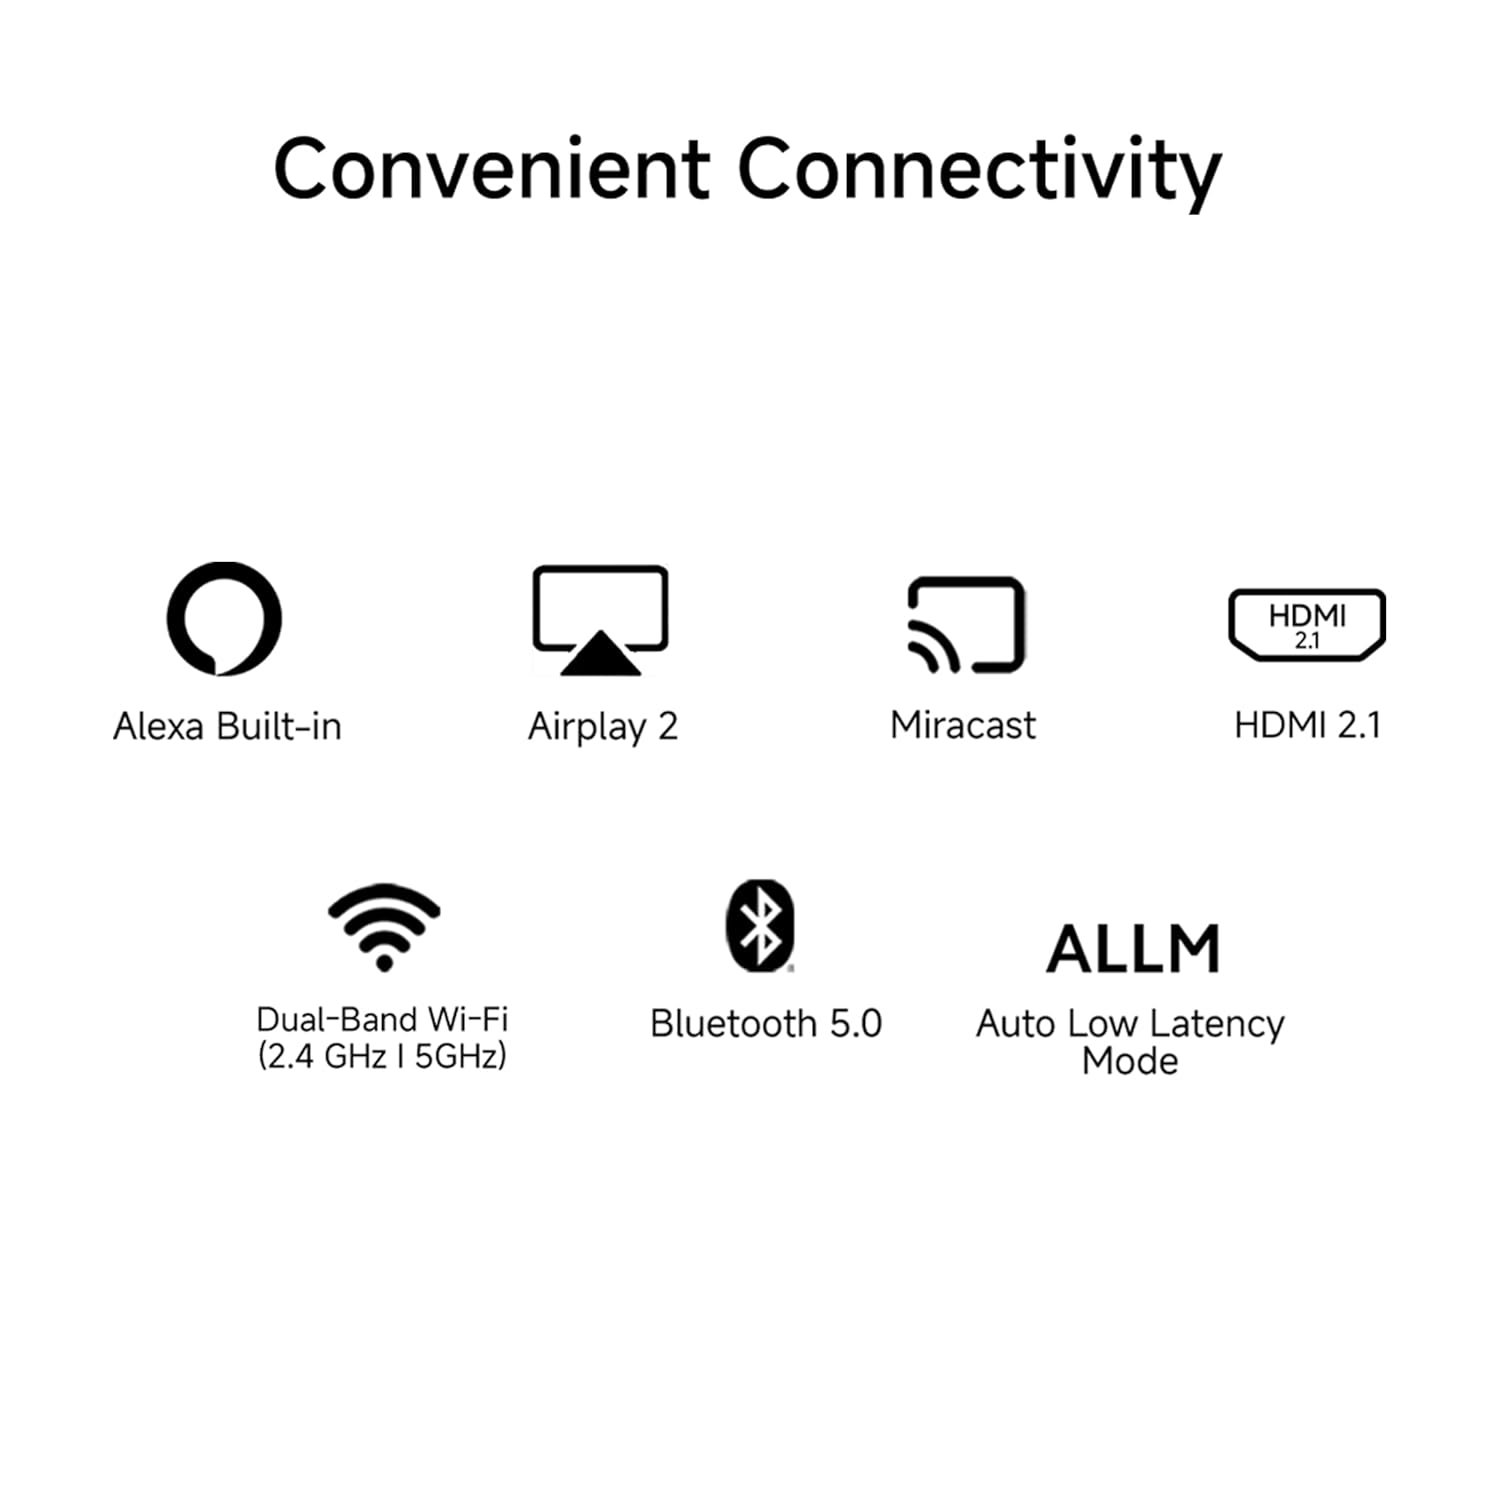 Convenient Connectivity
HDMI
2.1
Alexa Built-in
Airplay 2
Miracast
HDMI 2.1
ALLM
Dual-Band Wi-Fi
(2.4 GHz | 5GHz)
Bluetooth 5.0
Auto Low Latency
Mode